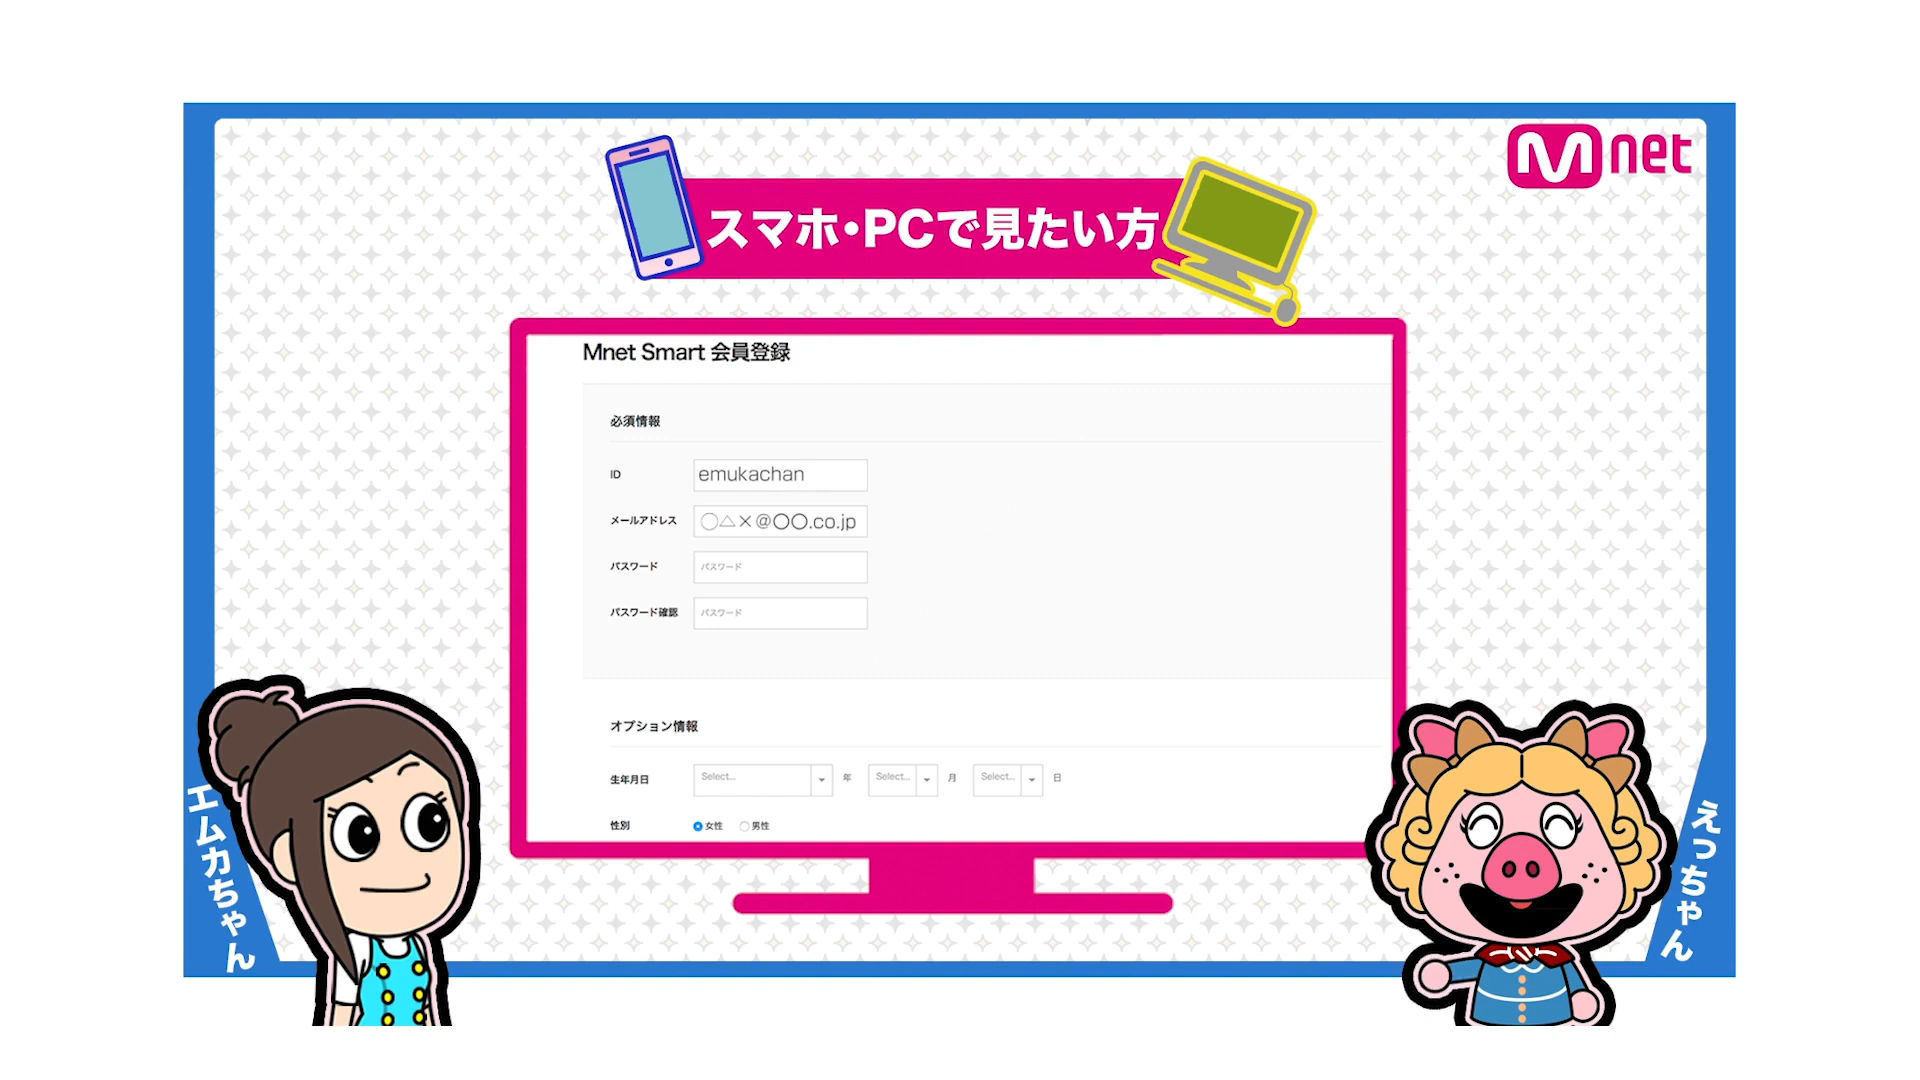 Mnet
スマホ・PCで見たい方
Mnet Smart 会員登録
必須情報
ID emukachan
メールアドレス ○△×@○○.co.jp
パスワード パスワード
パスワード確認 パスワード
オプション情報
生年月日 Select... 年 Select... 月 Select... 日
性別 女性 男性
エムカちゃん
えっちゃん